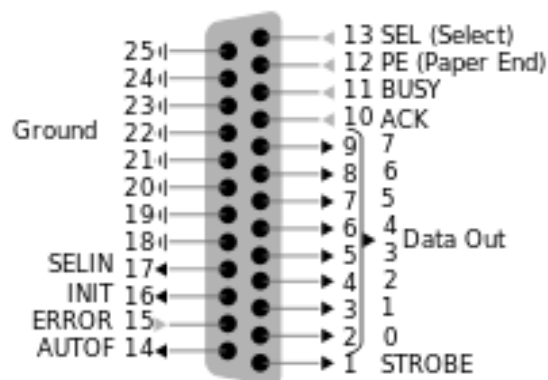 13 SEL (Select)
25
12 PE (Paper End)
24
11 BUSY
23
10 ACK
Ground
22
9 7
21
8 6
20
7 5
19
6 4
Data Out
18
5 3
SELIN 17
4 2
INIT 16
3 1
ERROR 15
2 0
AUTOF 14
1 STROBE